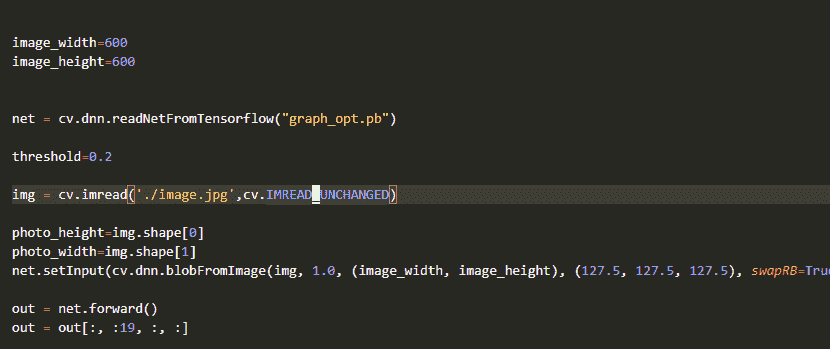 image_width=600
image_height=600
net = cv.dnn.readNetFromTensorflow("graph_opt.pb")
threshold=0.2
img = cv.imread('./image.jpg',cv.IMREAD_UNCHANGED)
photo_height=img.shape[0]
photo_width=img.shape[1]
net.setInput(cv.dnn.blobFromImage(img, 1.0, (image_width, image_height), (127.5, 127.5, 127.5), swapRB=Tru
out = net.forward()
out = out[:, :19, :, :]